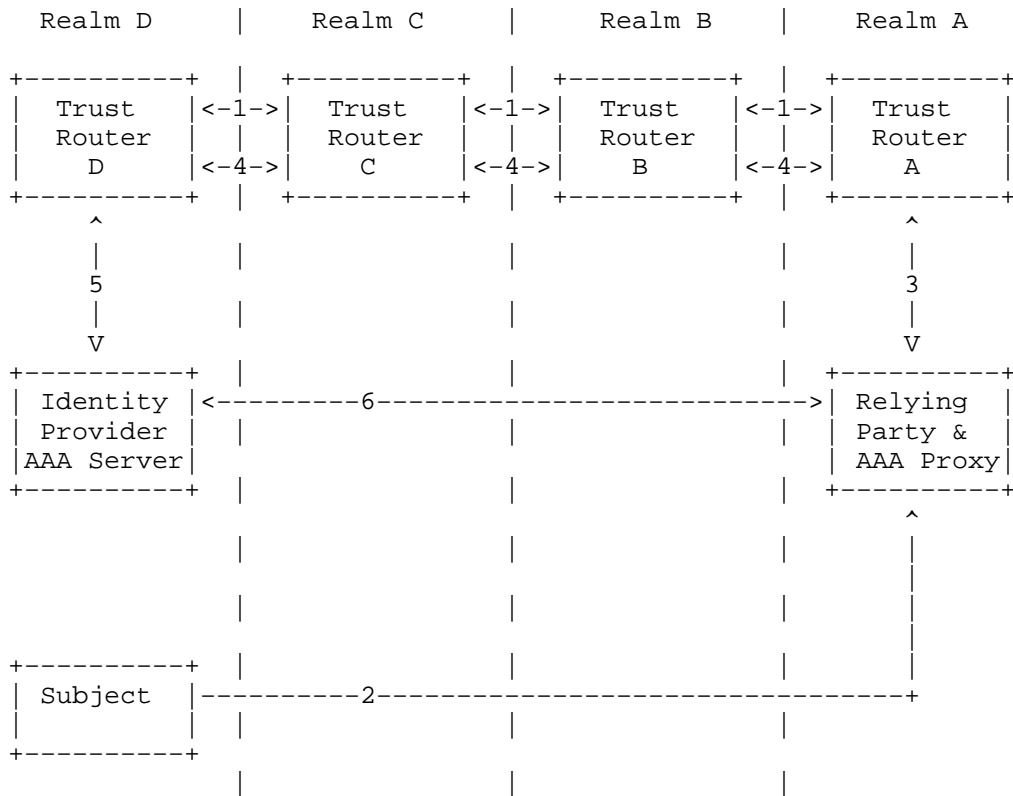 Realm D | Realm C | Realm B | Realm A
Trust Router D <-1-> Trust Router C <-1-> Trust Router B <-1-> Trust Router A
<-4-> <-4-> <-4->
5 3
Identity Provider AAA Server <---------6----------------------------> Relying Party & AAA Proxy
Subject ----------2-------------------------------+